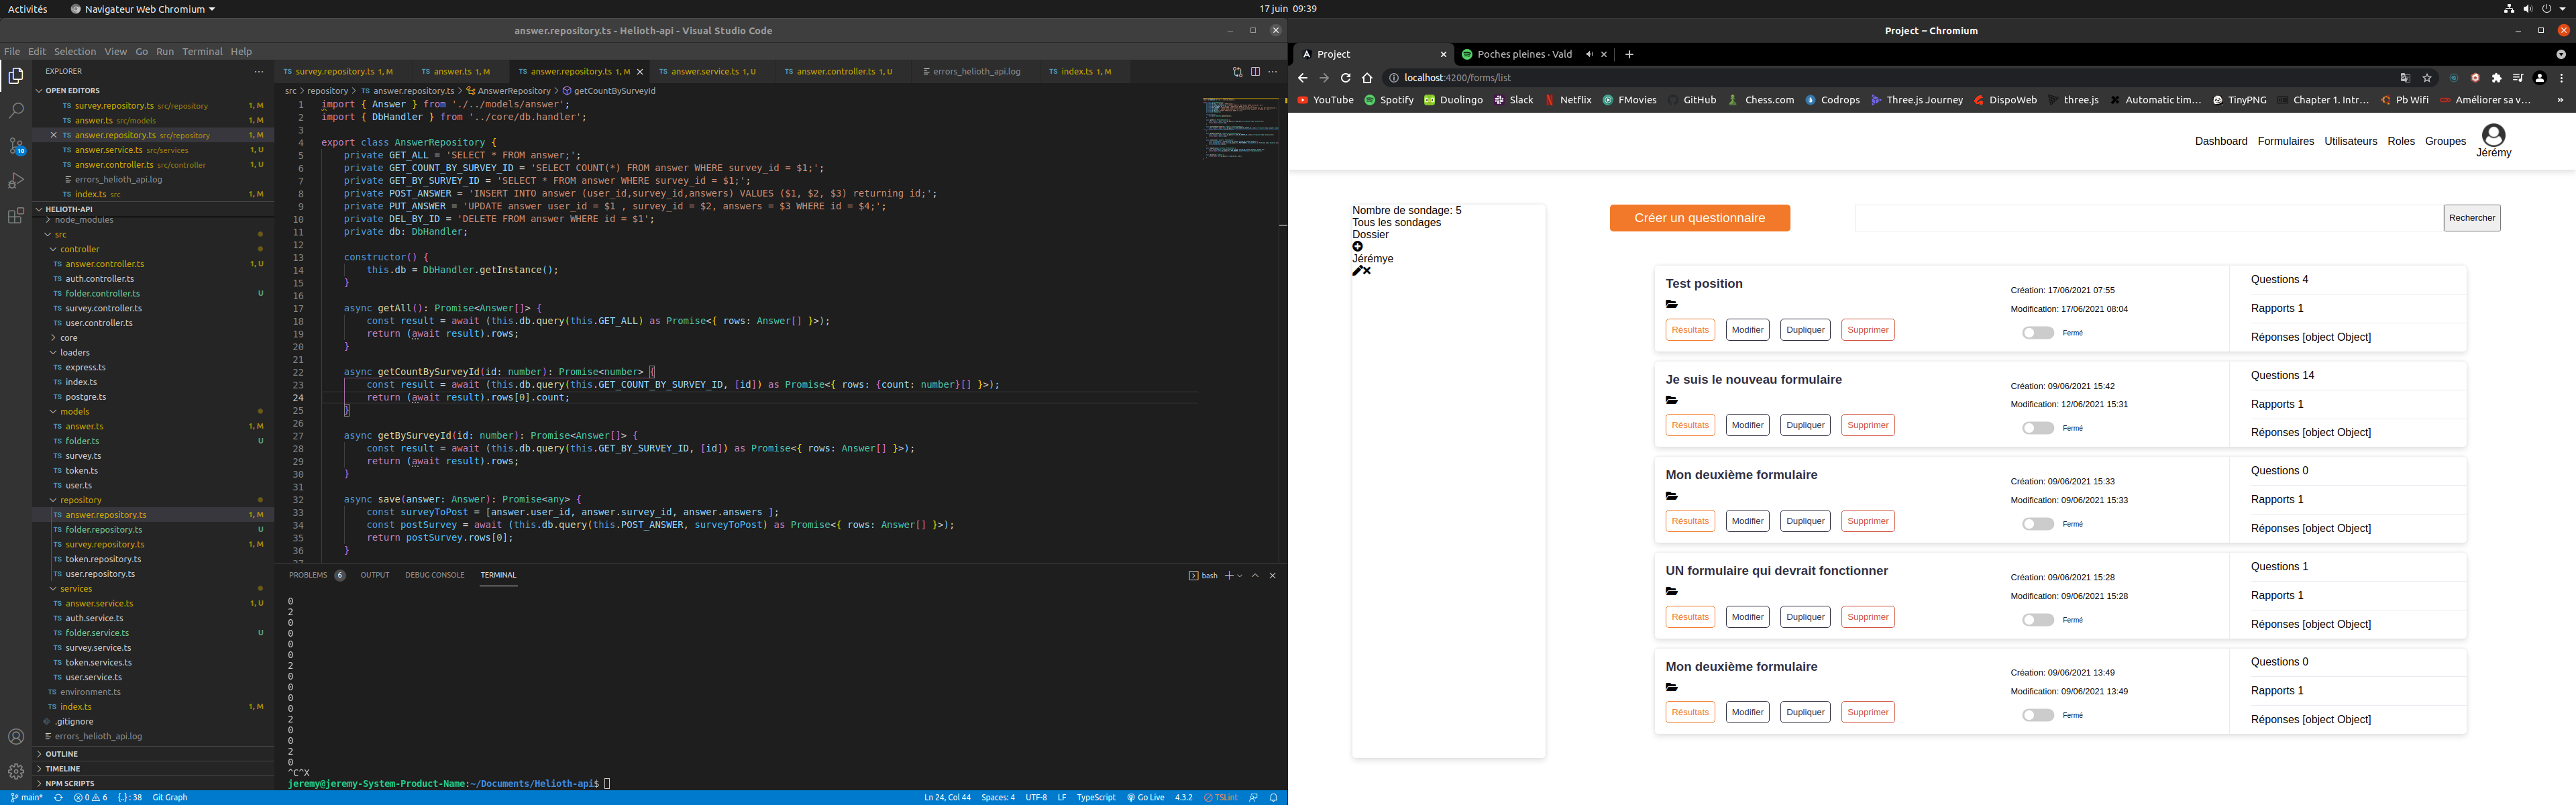 Activités
Navigateur Web Chromium
17 juin 09:39
answer.repository.ts - Helioth-api - Visual Studio Code
File Edit Selection View Go Run Terminal Help
EXPLORER
OPEN EDITORS
survey.repository.ts src/repository 1, M
answer.ts src/models 1, M
answer.repository.ts src/repository 1, M
answer.service.ts src/services 1, U
answer.controller.ts src/controller 1, U
errors_helioth_api.log
index.ts src 1, M
HELIOTH-API
node_modules
src
controller
answer.controller.ts 1, U
auth.controller.ts
folder.controller.ts U
survey.controller.ts
user.controller.ts
core
loaders
express.ts
index.ts
postgre.ts
models
answer.ts 1, M
folder.ts U
survey.ts
token.ts
user.ts
repository
answer.repository.ts 1, M
folder.repository.ts U
survey.repository.ts 1, M
token.repository.ts
user.repository.ts
services
answer.service.ts 1, U
auth.service.ts
folder.service.ts U
survey.service.ts
token.services.ts
user.service.ts
environment.ts
index.ts 1, M
.gitignore
errors_helioth_api.log
OUTLINE
TIMELINE
NPM SCRIPTS
survey.repository.ts 1, M answer.ts 1, M answer.repository.ts 1, M answer.service.ts 1, U answer.controller.ts 1, U errors_helioth_api.log index.ts 1, M
src > repository > answer.repository.ts > AnswerRepository > getCountBySurveyId
1 import { Answer } from './../models/answer';
2 import { DbHandler } from '../core/db.handler';
3
4 export class AnswerRepository {
5 private GET_ALL = 'SELECT * FROM answer;';
6 private GET_COUNT_BY_SURVEY_ID = 'SELECT COUNT(*) FROM answer WHERE survey_id = $1;';
7 private GET_BY_SURVEY_ID = 'SELECT * FROM answer WHERE survey_id = $1;';
8 private POST_ANSWER = 'INSERT INTO answer (user_id,survey_id,answers) VALUES ($1, $2, $3) returning id;';
9 private PUT_ANSWER = 'UPDATE answer user_id = $1 , survey_id = $2, answers = $3 WHERE id = $4;';
10 private DEL_BY_ID = 'DELETE FROM answer WHERE id = $1';
11 private db: DbHandler;
12
13 constructor() {
14 this.db = DbHandler.getInstance();
15 }
16
17 async getAll(): Promise<Answer[]> {
18 const result = await (this.db.query(this.GET_ALL) as Promise<{ rows: Answer[] }>);
19 return (await result).rows;
20 }
21
22 async getCountBySurveyId(id: number): Promise<number> {
23 const result = await (this.db.query(this.GET_COUNT_BY_SURVEY_ID, [id]) as Promise<{ rows: {count: number}[] }>);
24 return (await result).rows[0].count;
25 }
26
27 async getBySurveyId(id: number): Promise<Answer[]> {
28 const result = await (this.db.query(this.GET_BY_SURVEY_ID, [id]) as Promise<{ rows: Answer[] }>);
29 return (await result).rows;
30 }
31
32 async save(answer: Answer): Promise<any> {
33 const surveyToPost = [answer.user_id, answer.survey_id, answer.answers ];
34 const postSurvey = await (this.db.query(this.POST_ANSWER, surveyToPost) as Promise<{ rows: Answer[] }>);
35 return postSurvey.rows[0];
36 }
PROBLEMS 6 OUTPUT DEBUG CONSOLE TERMINAL
bash
0
2
0
0
0
0
2
0
0
0
0
2
0
0
2
0
^C^X
jeremy@jeremy-System-Product-Name:~/Documents/Helioth-api$
main* 0 6 {..} : 38 Git Graph
Ln 24, Col 44 Spaces: 4 UTF-8 LF TypeScript Go Live 4.3.2 TSLint
Project – Chromium
Project
Poches pleines · Vald
localhost:4200/forms/list
YouTube Spotify Duolingo Slack Netflix FMovies GitHub Chess.com Codrops Three.js Journey DispoWeb three.js Automatic tim... TinyPNG Chapter 1. Intr... Pb Wifi Améliorer sa v... »
Dashboard Formulaires Utilisateurs Roles Groupes Jérémy
Nombre de sondage: 5
Tous les sondages
Dossier
Jérémye
Créer un questionnaire
Rechercher
Test position
Résultats Modifier Dupliquer Supprimer
Création: 17/06/2021 07:55
Modification: 17/06/2021 08:04
Fermé
Questions 4
Rapports 1
Réponses [object Object]
Je suis le nouveau formulaire
Résultats Modifier Dupliquer Supprimer
Création: 09/06/2021 15:42
Modification: 12/06/2021 15:31
Fermé
Questions 14
Rapports 1
Réponses [object Object]
Mon deuxième formulaire
Résultats Modifier Dupliquer Supprimer
Création: 09/06/2021 15:33
Modification: 09/06/2021 15:33
Fermé
Questions 0
Rapports 1
Réponses [object Object]
UN formulaire qui devrait fonctionner
Résultats Modifier Dupliquer Supprimer
Création: 09/06/2021 15:28
Modification: 09/06/2021 15:28
Fermé
Questions 1
Rapports 1
Réponses [object Object]
Mon deuxième formulaire
Résultats Modifier Dupliquer Supprimer
Création: 09/06/2021 13:49
Modification: 09/06/2021 13:49
Fermé
Questions 0
Rapports 1
Réponses [object Object]